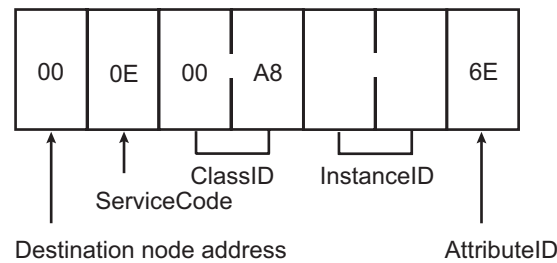 00 0E 00 A8 6E
ClassID InstanceID
ServiceCode
Destination node address AttributeID